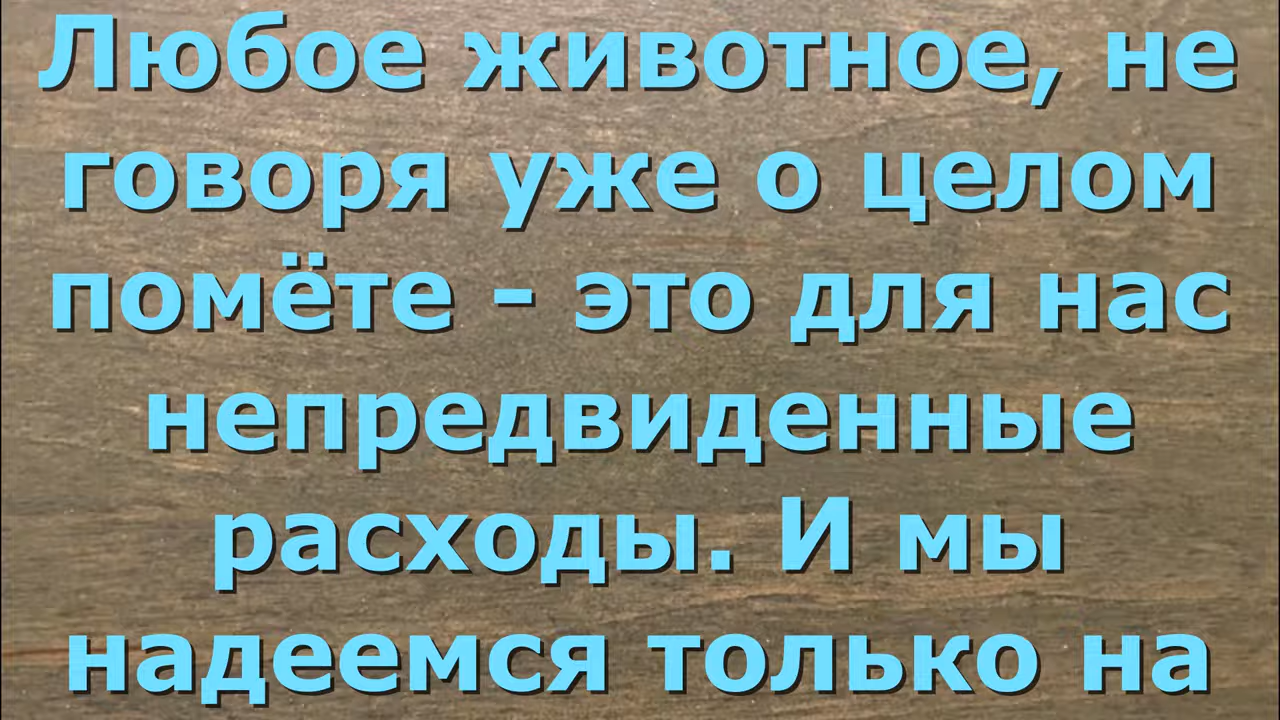 Любое животное, не
говоря уже о целом
помёте - это для нас
непредвиденные
расходы. И мы
надеемся только на